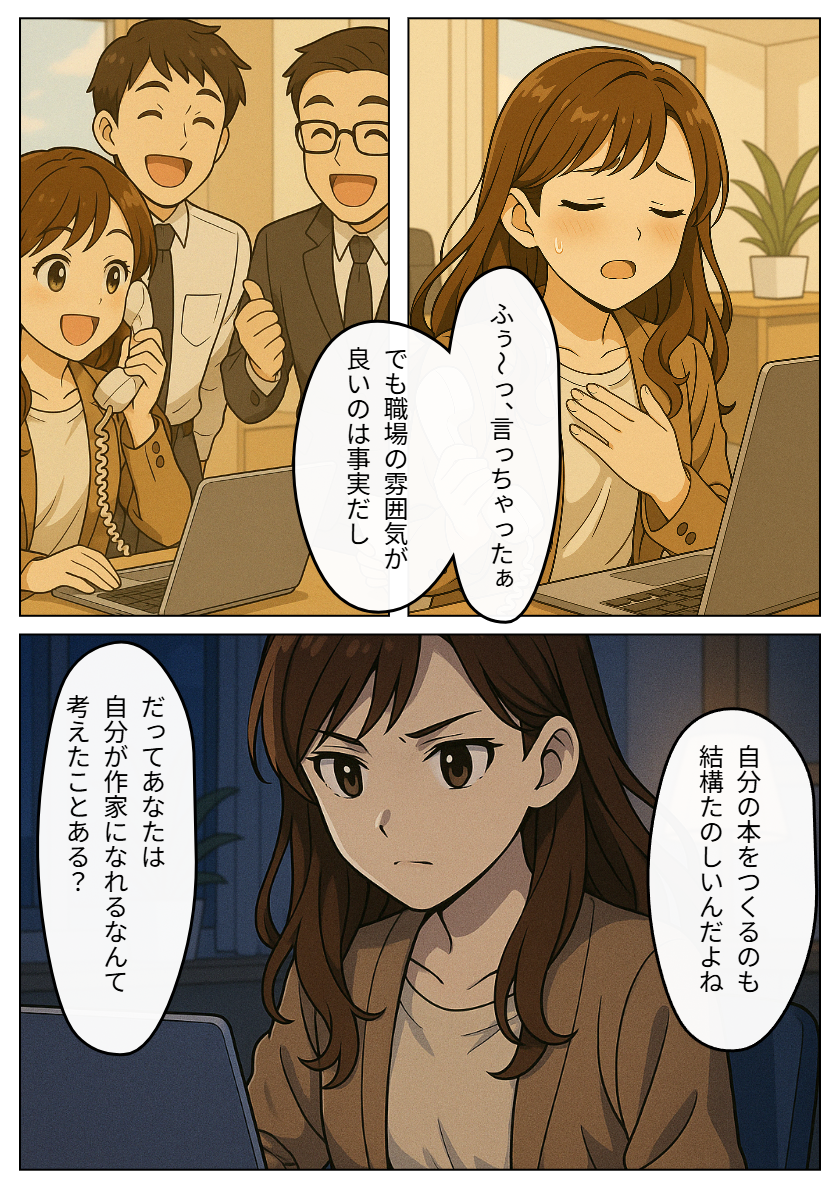 ふぅ〜っ、言っちゃったぁ
でも職場の雰囲気が
良いのは事実だし
自分の本をつくるのも
結構たのしいんだよね
だってあなたは
自分が作家になれるなんて
考えたことある？